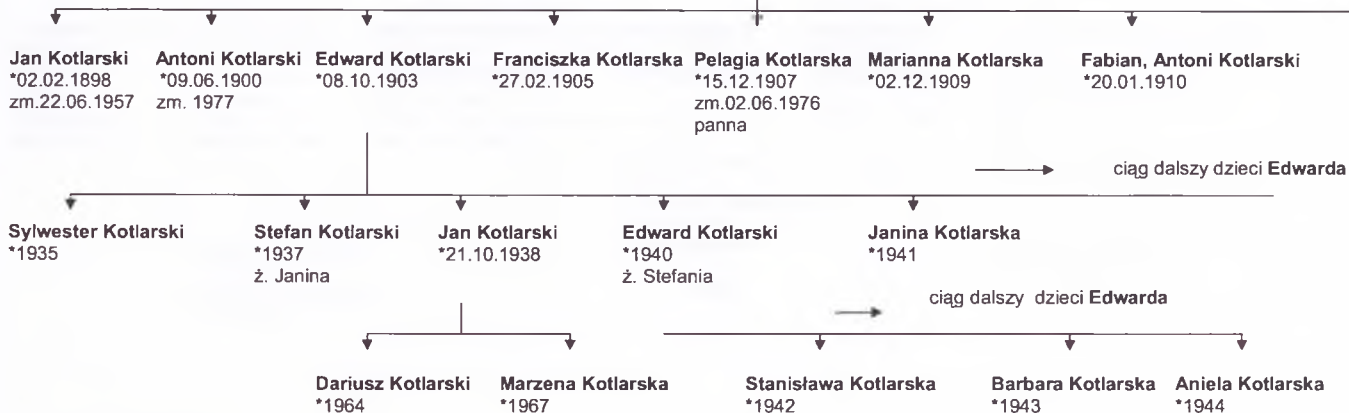 Jan Kotlarski
*02.02.1898
zm.22.06.1957
Antoni Kotlarski
*09.06.1900
zm. 1977
Edward Kotlarski
*08.10.1903
Franciszka Kotlarska
*27.02.1905
Pelagia Kotlarska
*15.12.1907
zm.02.06.1976
panna
Marianna Kotlarska
*02.12.1909
Fabian, Antoni Kotlarski
*20.01.1910
ciąg dalszy dzieci Edwarda
Sylwester Kotlarski
*1935
Stefan Kotlarski
*1937
ż. Janina
Jan Kotlarski
*21.10.1938
Edward Kotlarski
*1940
ż. Stefania
Janina Kotlarska
*1941
ciąg dalszy dzieci Edwarda
Dariusz Kotlarski
*1964
Marzena Kotlarska
*1967
Stanisława Kotlarska
*1942
Barbara Kotlarska
*1943
Aniela Kotlarska
*1944